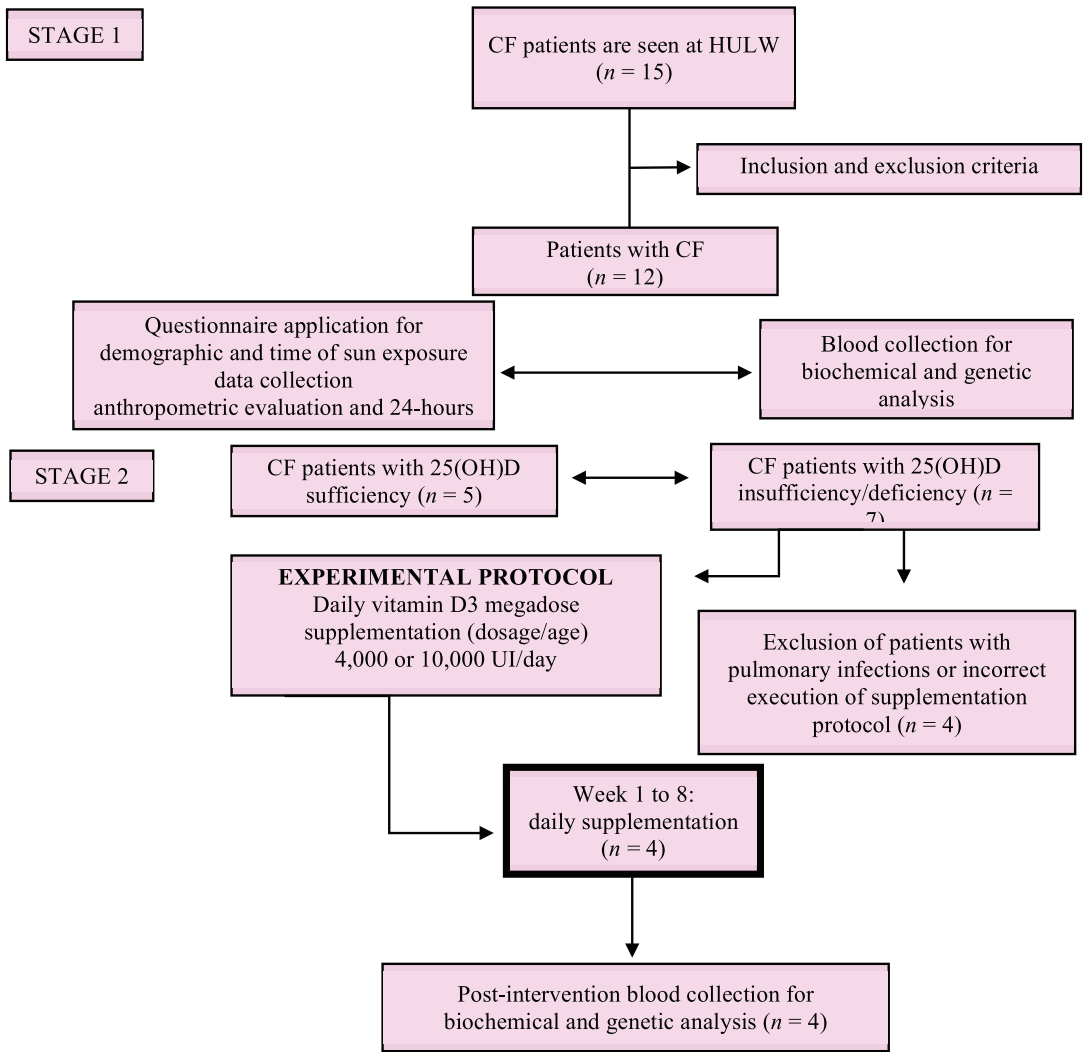 STAGE 1
CF patients are seen at HULW
(n = 15)
Inclusion and exclusion criteria
Patients with CF
(n = 12)
Questionnaire application for
demographic and time of sun exposure
data collection
anthropometric evaluation and 24-hours
Blood collection for
biochemical and genetic
analysis
STAGE 2
CF patients with 25(OH)D
sufficiency (n = 5)
CF patients with 25(OH)D
insufficiency/deficiency (n =
7)
EXPERIMENTAL PROTOCOL
Daily vitamin D3 megadose
supplementation (dosage/age)
4,000 or 10,000 UI/day
Exclusion of patients with
pulmonary infections or incorrect
execution of supplementation
protocol (n = 4)
Week 1 to 8:
daily supplementation
(n = 4)
Post-intervention blood collection for
biochemical and genetic analysis (n = 4)